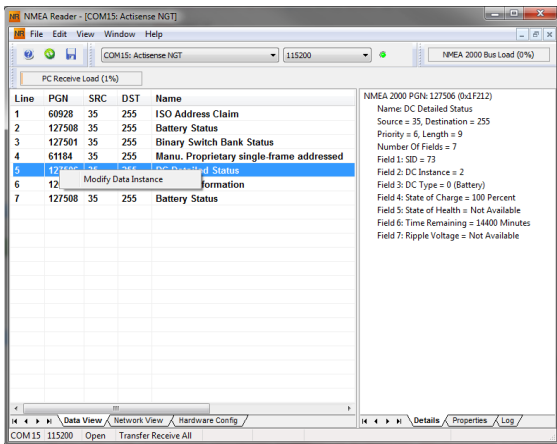 NMEA Reader - [COM15: Actisense NGT]
File Edit View Window Help
COM15: Actisense NGT 115200 NMEA 2000 Bus Load (0%)
PC Receive Load (1%)
Line PGN SRC DST Name
1 60928 35 255 ISO Address Claim
2 127508 35 255 Battery Status
3 127501 35 255 Binary Switch Bank Status
4 61184 35 255 Manu. Proprietary single-frame addressed
5 35 255 DC Detailed Status
Modify Data Instance
6
7 127508 35 255 Battery Status
NMEA 2000 PGN: 127506 (0x1F212)
Name: DC Detailed Status
Source = 35, Destination = 255
Priority = 6, Length = 9
Number Of Fields = 7
Field 1: SID = 73
Field 2: DC Instance = 2
Field 3: DC Type = 0 (Battery)
Field 4: State of Charge = 100 Percent
Field 5: State of Health = Not Available
Field 6: Time Remaining = 14400 Minutes
Field 7: Ripple Voltage = Not Available
Data View Network View Hardware Config
Details Properties Log
COM15 115200 Open Transfer Receive All